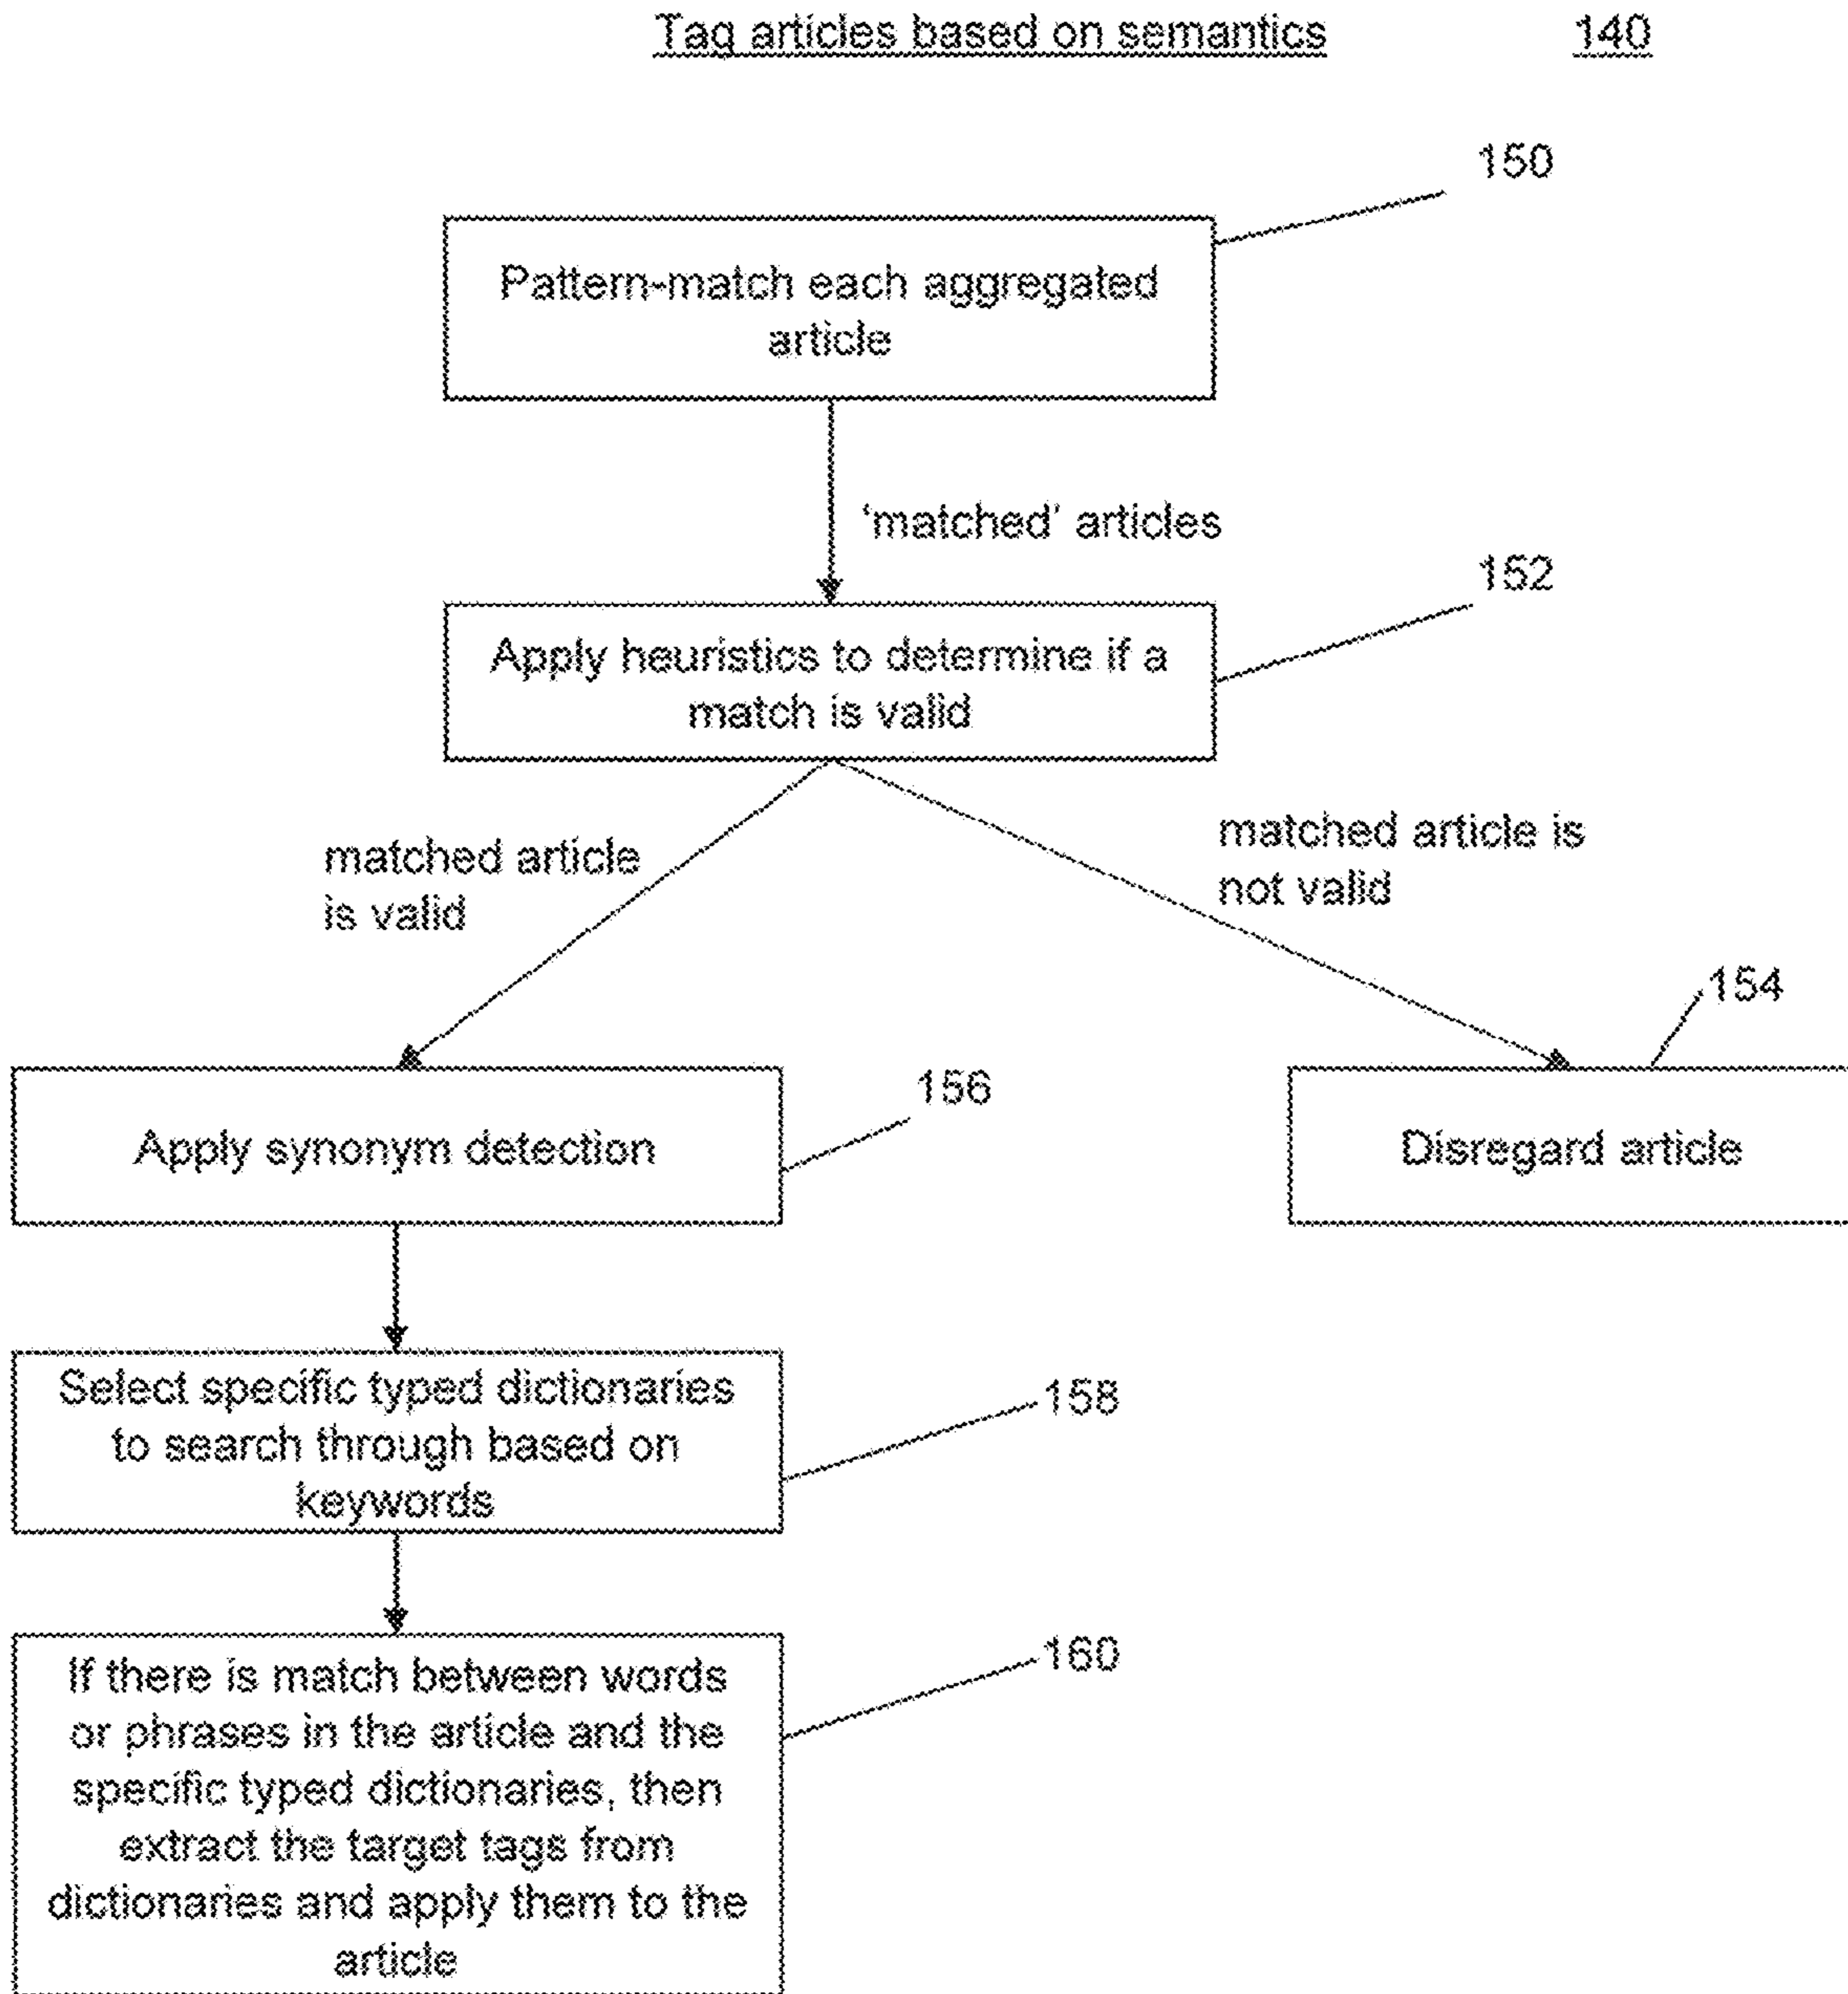 Tag articles based on semantics 140
150
Pattern-match each aggregated
article
'matched' articles
152
Apply heuristics to determine if a
match is valid
matched article
is valid
matched article is
not valid
154
156
Apply synonym detection
Disregard article
Select specific typed dictionaries
to search through based on
keywords
158
160
If there is match between words
or phrases in the article and the
specific typed dictionaries, then
extract the target tags from
dictionaries and apply them to the
article